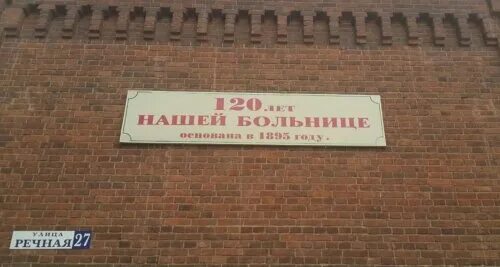 120 ЛЕТ
НАШЕЙ БОЛЬНИЦЕ
основана в 1895 году.
УЛИЦА
РЕЧНАЯ 27